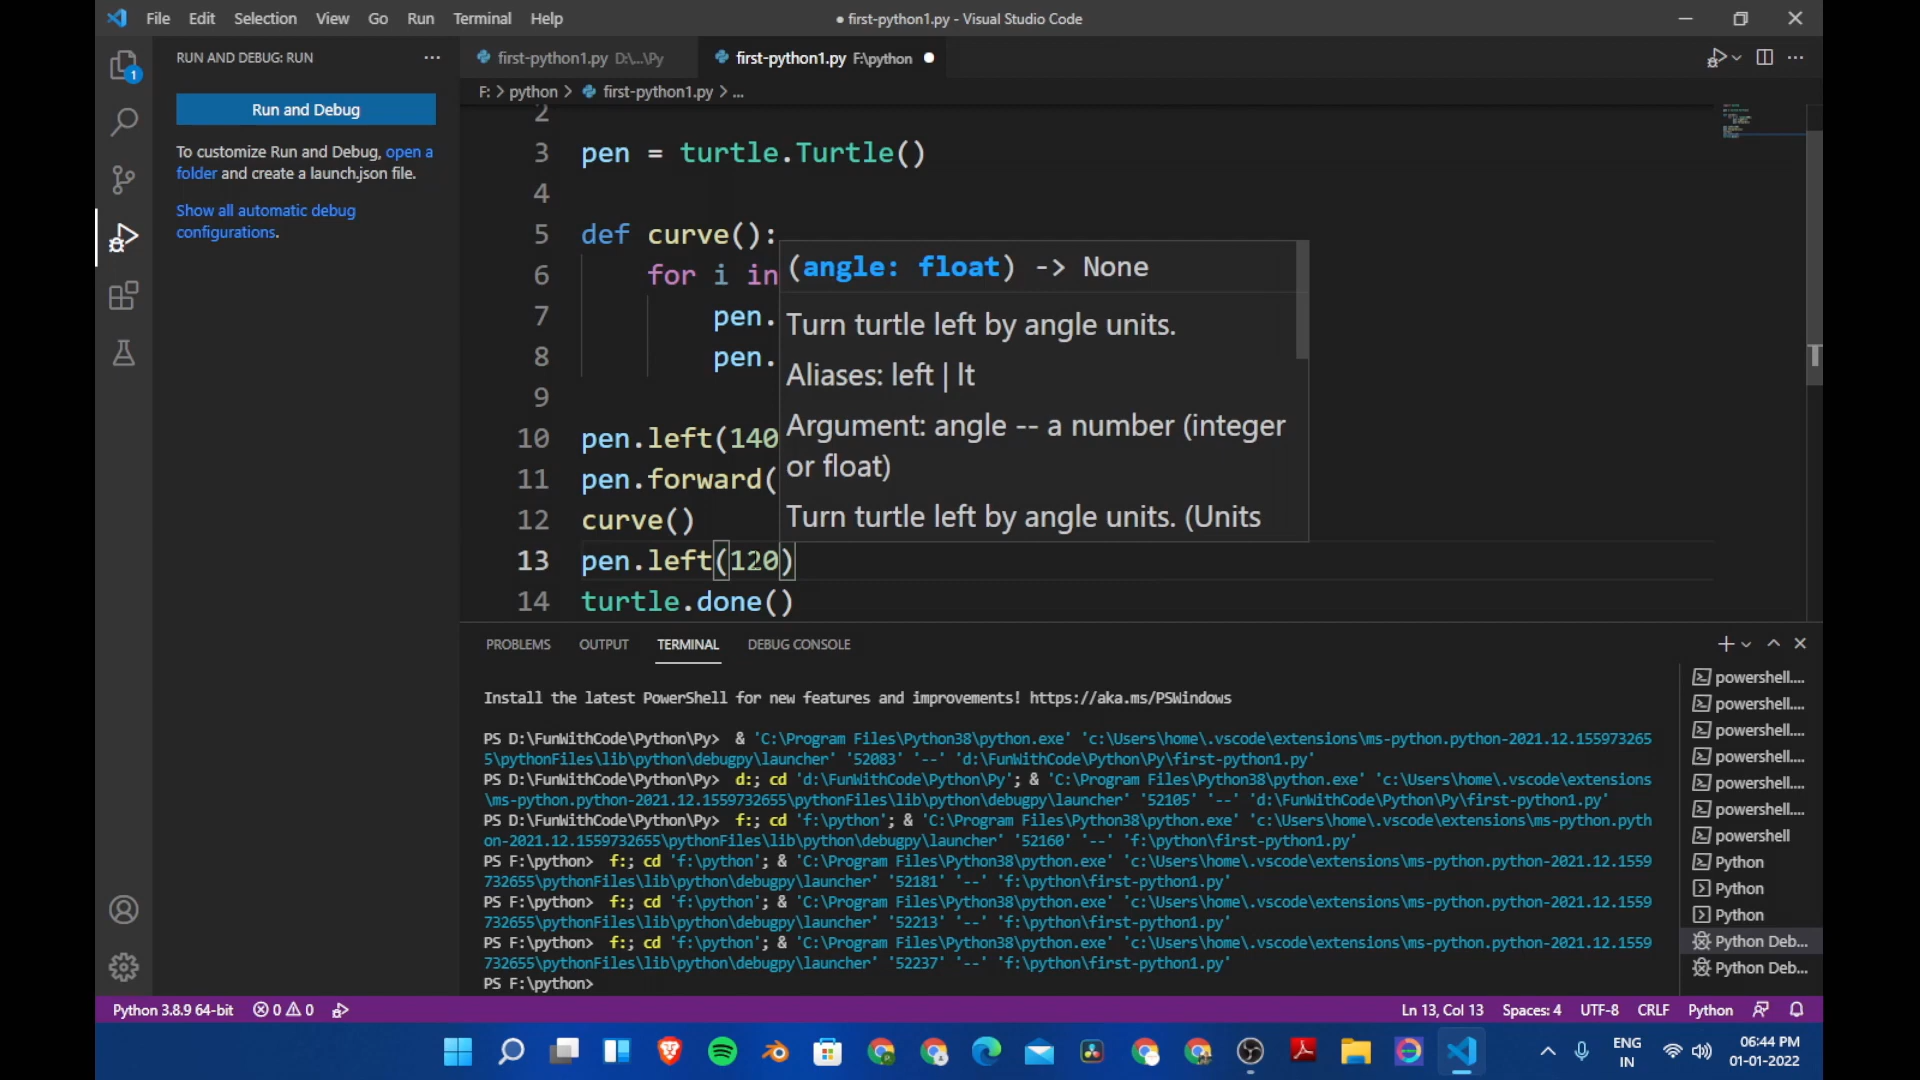 File Edit Selection View Go Run Terminal Help
● first-python1.py - Visual Studio Code
RUN AND DEBUG: RUN ...
first-python1.py D:\...\Py
first-python1.py F:\python
1
Run and Debug
F: > python > first-python1.py > ...
To customize Run and Debug, open a
folder and create a launch.json file.
Show all automatic debug
configurations.
2
3 pen = turtle.Turtle()
4
5 def curve():
6 for i in
7 pen.
8 pen.
9
10 pen.left(140
11 pen.forward(
12 curve()
13 pen.left(120)
14 turtle.done()
(angle: float) -> None
Turn turtle left by angle units.
Aliases: left | lt
Argument: angle -- a number (integer
or float)
Turn turtle left by angle units. (Units
PROBLEMS OUTPUT TERMINAL DEBUG CONSOLE
Install the latest PowerShell for new features and improvements! https://aka.ms/PSWindows
PS D:\FunWithCode\Python\Py> & 'C:\Program Files\Python38\python.exe' 'c:\Users\home\.vscode\extensions\ms-python.python-2021.12.155973265
5\pythonFiles\lib\python\debugpy\launcher' '52083' '--' 'd:\FunWithCode\Python\Py\first-python1.py'
PS D:\FunWithCode\Python\Py> d:; cd 'd:\FunWithCode\Python\Py'; & 'C:\Program Files\Python38\python.exe' 'c:\Users\home\.vscode\extensions
\ms-python.python-2021.12.1559732655\pythonFiles\lib\python\debugpy\launcher' '52105' '--' 'd:\FunWithCode\Python\Py\first-python1.py'
PS D:\FunWithCode\Python\Py> f:; cd 'f:\python'; & 'C:\Program Files\Python38\python.exe' 'c:\Users\home\.vscode\extensions\ms-python.pyth
on-2021.12.1559732655\pythonFiles\lib\python\debugpy\launcher' '52160' '--' 'f:\python\first-python1.py'
PS F:\python> f:; cd 'f:\python'; & 'C:\Program Files\Python38\python.exe' 'c:\Users\home\.vscode\extensions\ms-python.python-2021.12.1559
732655\pythonFiles\lib\python\debugpy\launcher' '52181' '--' 'f:\python\first-python1.py'
PS F:\python> f:; cd 'f:\python'; & 'C:\Program Files\Python38\python.exe' 'c:\Users\home\.vscode\extensions\ms-python.python-2021.12.1559
732655\pythonFiles\lib\python\debugpy\launcher' '52213' '--' 'f:\python\first-python1.py'
PS F:\python> f:; cd 'f:\python'; & 'C:\Program Files\Python38\python.exe' 'c:\Users\home\.vscode\extensions\ms-python.python-2021.12.1559
732655\pythonFiles\lib\python\debugpy\launcher' '52237' '--' 'f:\python\first-python1.py'
PS F:\python>
powershell....
powershell....
powershell....
powershell....
powershell....
powershell....
powershell
Python
Python
Python
Python Deb...
Python Deb...
Python 3.8.9 64-bit 0 0 Ln 13, Col 13 Spaces: 4 UTF-8 CRLF Python
ENG
IN
06:44 PM
01-01-2022